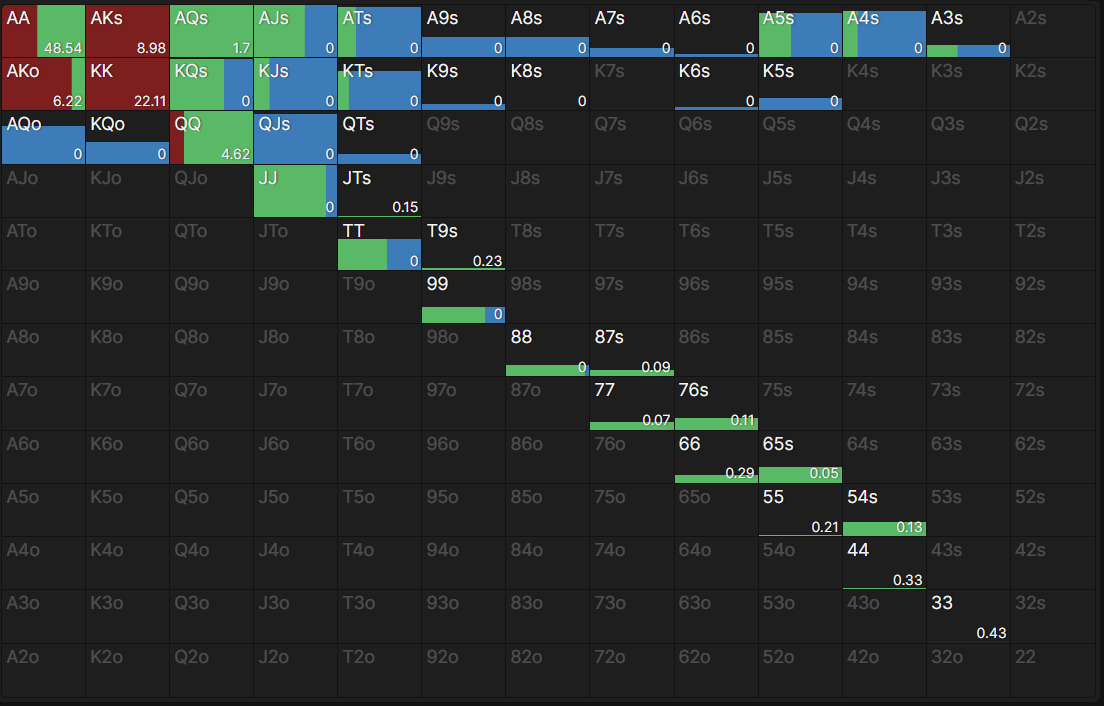 AA AKs AQs AJs ATs A9s A8s A7s A6s A5s A4s A3s A2s
48.54 8.98 1.7 0 0 0 0 0 0 0 0 0
AKo KK KQs KJs KTs K9s K8s K7s K6s K5s K4s K3s K2s
6.22 22.11 0 0 0 0 0 0 0
AQo KQo QQ QJs QTs Q9s Q8s Q7s Q6s Q5s Q4s Q3s Q2s
0 0 4.62 0 0
AJo KJo QJo JJ JTs J9s J8s J7s J6s J5s J4s J3s J2s
0 0.15
ATo KTo QTo JTo TT T9s T8s T7s T6s T5s T4s T3s T2s
0 0.23
A9o K9o Q9o J9o T9o 99 98s 97s 96s 95s 94s 93s 92s
0
A8o K8o Q8o J8o T8o 98o 88 87s 86s 85s 84s 83s 82s
0 0.09
A7o K7o Q7o J7o T7o 97o 87o 77 76s 75s 74s 73s 72s
0.07 0.11
A6o K6o Q6o J6o T6o 96o 86o 76o 66 65s 64s 63s 62s
0.29 0.05
A5o K5o Q5o J5o T5o 95o 85o 75o 65o 55 54s 53s 52s
0.21 0.13
A4o K4o Q4o J4o T4o 94o 84o 74o 64o 54o 44 43s 42s
0.33
A3o K3o Q3o J3o T3o 93o 83o 73o 63o 53o 43o 33 32s
0.43
A2o K2o Q2o J2o T2o 92o 82o 72o 62o 52o 42o 32o 22